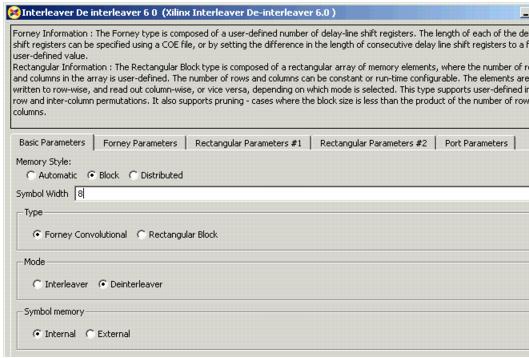 Interleaver De interleaver 6 0 (Xilinx Interleaver De-interleaver 6.0 )
Forney Information : The Forney type is composed of a user-defined number of delay-line shift registers. The length of each of the de
shift registers can be specified using a COE file, or by setting the difference in the length of consecutive delay line shift registers to a f
user-defined value.
Rectangular Information : The Rectangular Block type is composed of a rectangular array of memory elements, where the number of r
and columns in the array is user-defined. The number of rows and columns can be constant or run-time configurable. The elements are
written to row-wise, and read out column-wise, or vice versa, depending on which mode is selected. This type supports user-defined in
row and inter-column permutations. It also supports pruning - cases where the block size is less than the product of the number of row
columns.
Basic Parameters Forney Parameters Rectangular Parameters #1 Rectangular Parameters #2 Port Parameters
Memory Style:
Automatic Block Distributed
Symbol Width 8
Type
Forney Convolutional Rectangular Block
Mode
Interleaver Deinterleaver
Symbol memory
Internal External